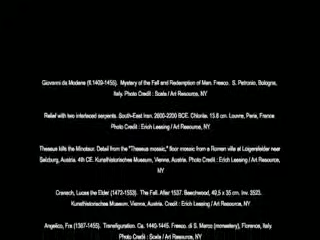 Giovanni da Modena (fl.1409-1455). Mystery of the Fall and Redemption of Man. Fresco. S. Petronio, Bologna,
Italy. Photo Credit : Scala / Art Resource, NY
Relief with two interlaced serpents. South-East Iran. 2600-2200 BCE. Chlorite. 13.8 cm. Louvre, Paris, France
Photo Credit : Erich Lessing / Art Resource, NY
Theseus kills the Minotaur. Detail from the "Theseus mosaic," floor mosaic from a Roman villa at Loigersfelder near
Salzburg, Austria. 4th CE. Kunsthistorisches Museum, Vienna, Austria. Photo Credit : Erich Lessing / Art Resource,
NY
Cranach, Lucas the Elder (1472-1553). The Fall. After 1537. Beechwood, 49,5 x 35 cm. Inv. 3523.
Kunsthistorisches Museum, Vienna, Austria. Photo Credit : Erich Lessing / Art Resource, NY
Angelico, Fra (1387-1455). Transfiguration. Ca. 1440-1445. Fresco. di S. Marco (monastery), Florence, Italy.
Photo Credit : Scala / Art Resource, NY